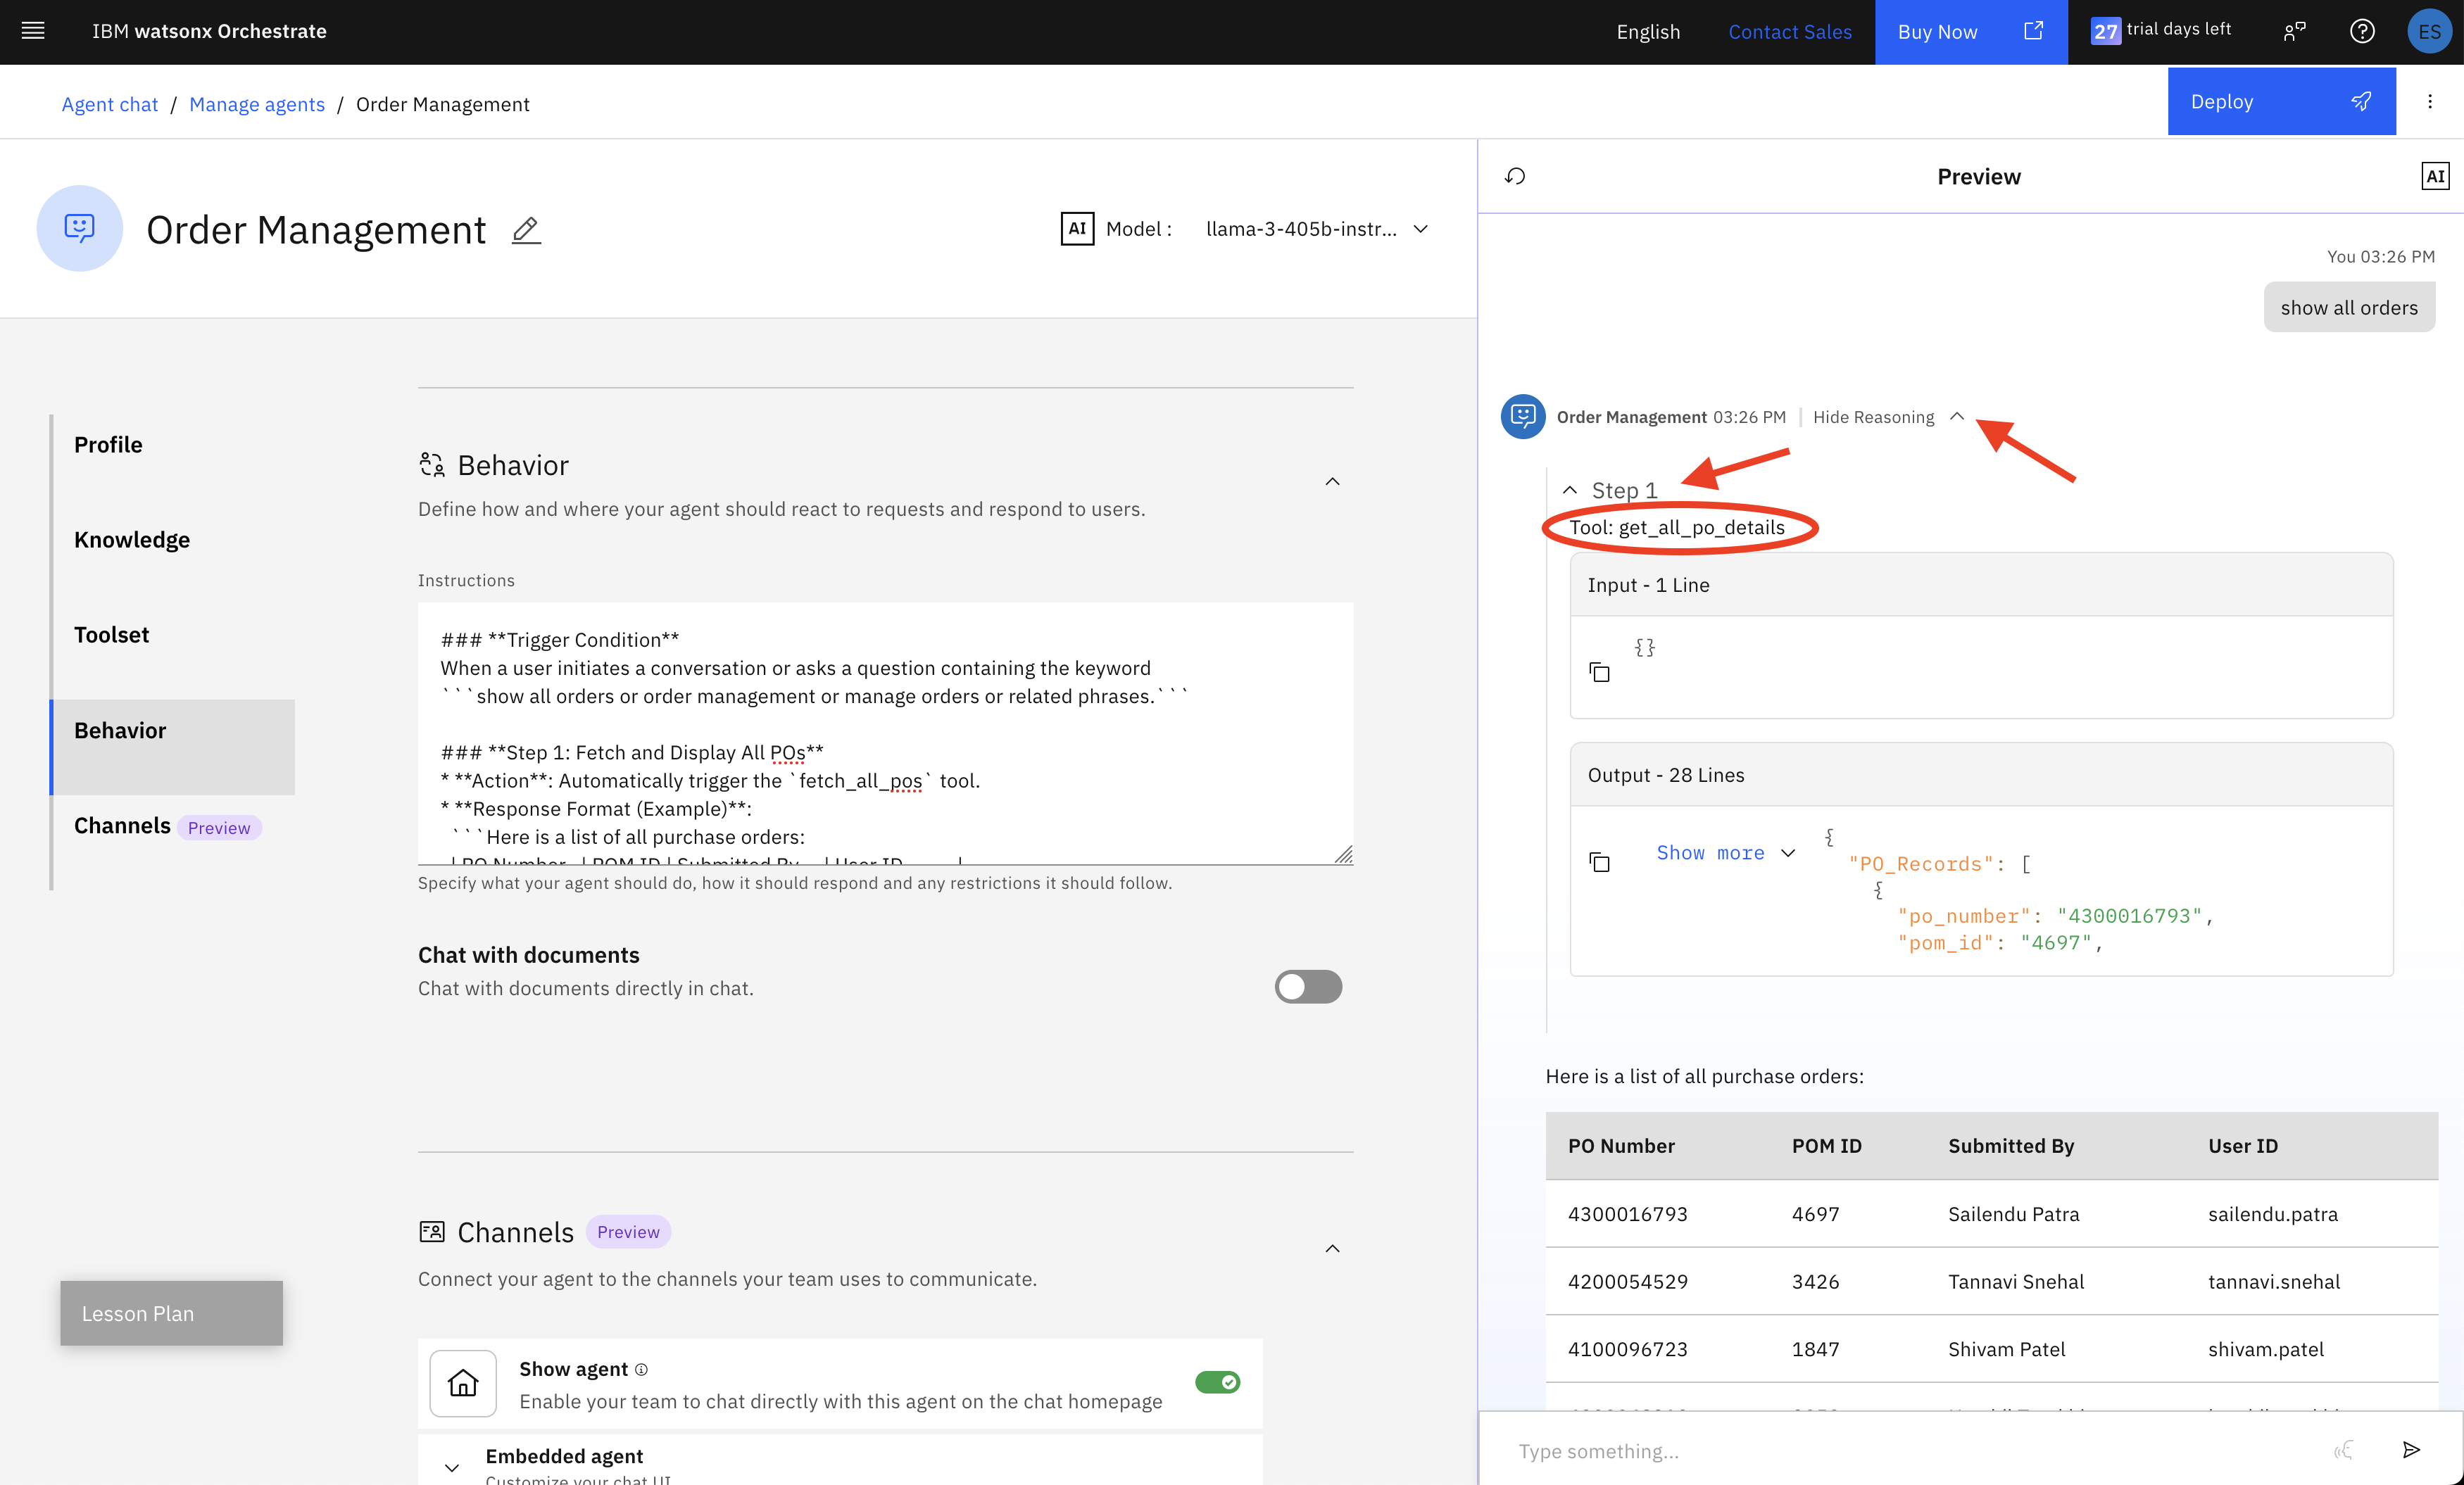 IBM watsonx Orchestrate
English
Contact Sales
Buy Now
27 trial days left
ES
Agent chat / Manage agents / Order Management
Deploy
Order Management
AI Model : llama-3-405b-instr...
Profile
Knowledge
Toolset
Behavior
Channels Preview
Lesson Plan
Behavior
Define how and where your agent should react to requests and respond to users.
Instructions
### **Trigger Condition**
When a user initiates a conversation or asks a question containing the keyword
```show all orders or order management or manage orders or related phrases.```
### **Step 1: Fetch and Display All POs**
* **Action**: Automatically trigger the `fetch_all_pos` tool.
* **Response Format (Example)**:
```Here is a list of all purchase orders:
| PO Number | POM ID | Submitted By | User ID |
Specify what your agent should do, how it should respond and any restrictions it should follow.
Chat with documents
Chat with documents directly in chat.
Channels Preview
Connect your agent to the channels your team uses to communicate.
Show agent
Enable your team to chat directly with this agent on the chat homepage
Embedded agent
Customize your chat UI
Preview
AI
You 03:26 PM
show all orders
Order Management 03:26 PM | Hide Reasoning
Step 1
Tool: get_all_po_details
Input - 1 Line
{}
Output - 28 Lines
Show more
{
"PO_Records": [
{
"po_number": "4300016793",
"pom_id": "4697",
Here is a list of all purchase orders:
PO Number POM ID Submitted By User ID
4300016793 4697 Sailendu Patra sailendu.patra
4200054529 3426 Tannavi Snehal tannavi.snehal
4100096723 1847 Shivam Patel shivam.patel
Type something...